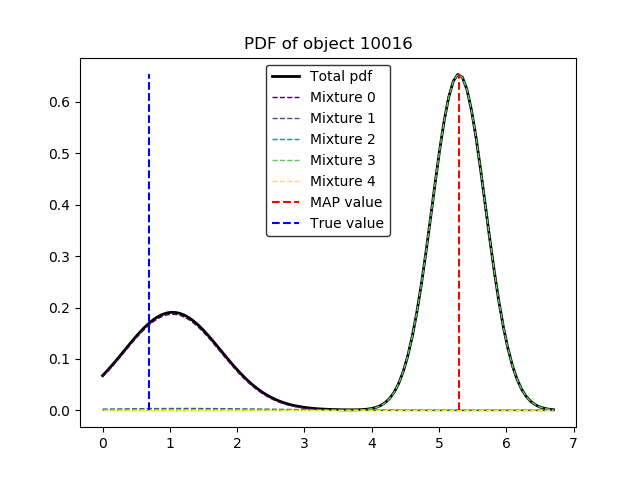 PDF of object 10016
Total pdf
Mixture 0
Mixture 1
Mixture 2
Mixture 3
Mixture 4
MAP value
True value
0.6
0.5
0.4
0.3
0.2
0.1
0.0
0 1 2 3 4 5 6 7